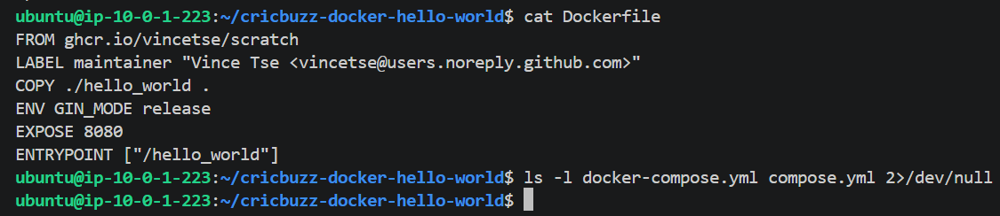 ubuntu@ip-10-0-1-223:~/cricbuzz-docker-hello-world$ cat Dockerfile
FROM ghcr.io/vincetse/scratch
LABEL maintainer "Vince Tse <vincetse@users.noreply.github.com>"
COPY ./hello_world .
ENV GIN_MODE release
EXPOSE 8080
ENTRYPOINT ["/hello_world"]
ubuntu@ip-10-0-1-223:~/cricbuzz-docker-hello-world$ ls -l docker-compose.yml compose.yml 2>/dev/null
ubuntu@ip-10-0-1-223:~/cricbuzz-docker-hello-world$